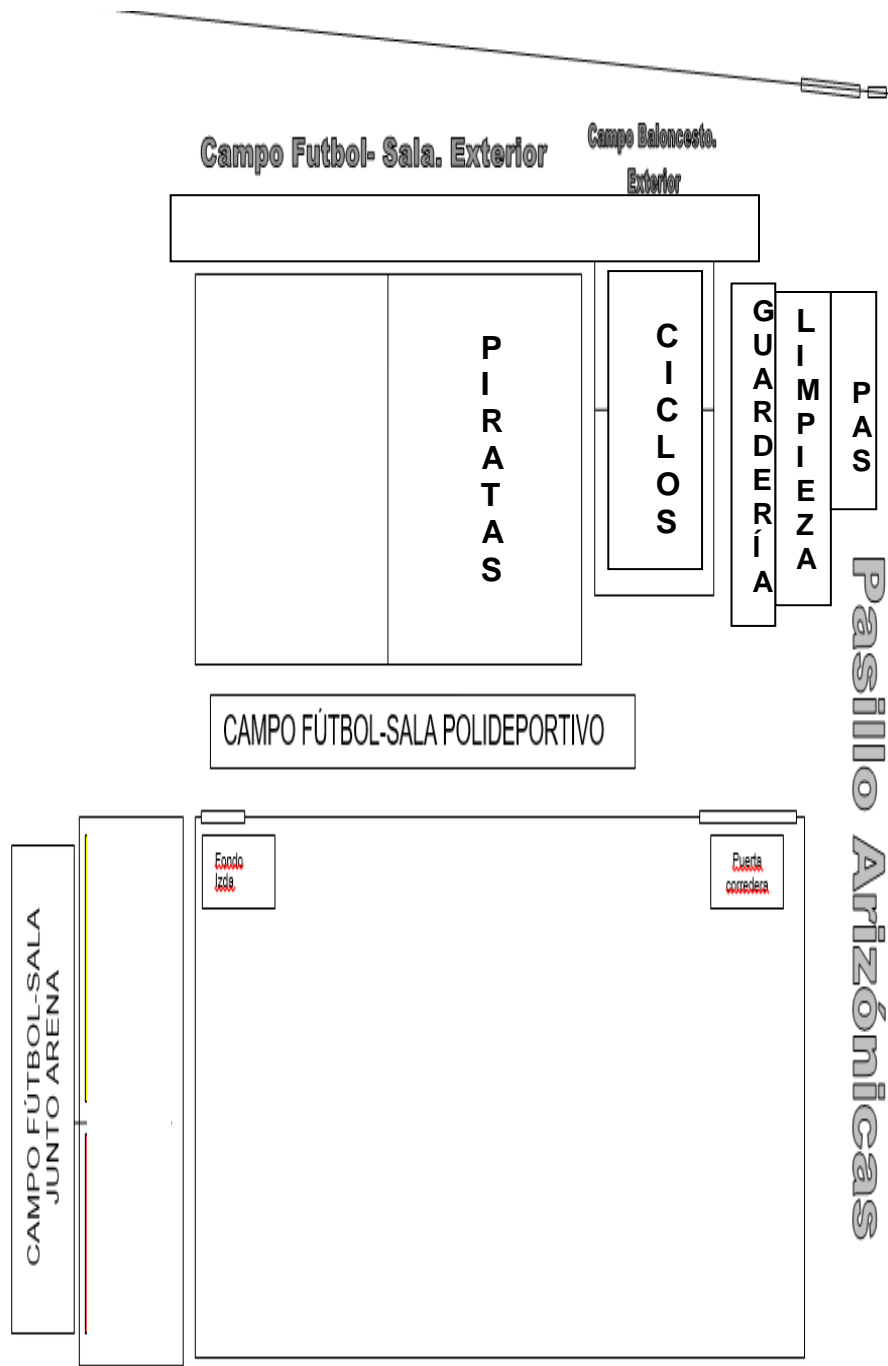 Campo Futbol- Sala. Exterior
Campo Baloncesto.
Exterior
PIRATAS
CICLOS
GUARDERÍA
LIMPIEZA
PAS
Pasillo Arizónicas
CAMPO FÚTBOL-SALA POLIDEPORTIVO
Fondo
Izda.
Puerta
corredera
CAMPO FÚTBOL-SALA
JUNTO ARENA